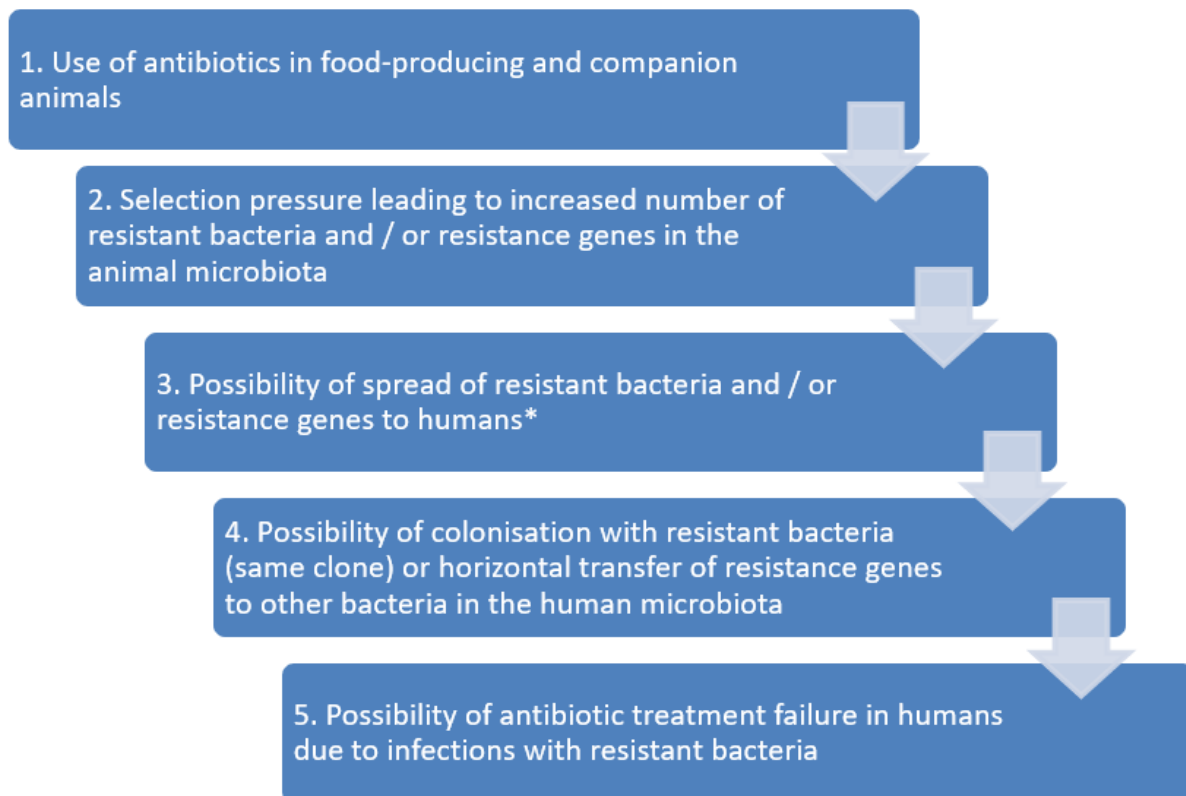 1. Use of antibiotics in food-producing and companion
animals
2. Selection pressure leading to increased number of
resistant bacteria and / or resistance genes in the
animal microbiota
3. Possibility of spread of resistant bacteria and / or
resistance genes to humans*
4. Possibility of colonisation with resistant bacteria
(same clone) or horizontal transfer of resistance genes
to other bacteria in the human microbiota
5. Possibility of antibiotic treatment failure in humans
due to infections with resistant bacteria